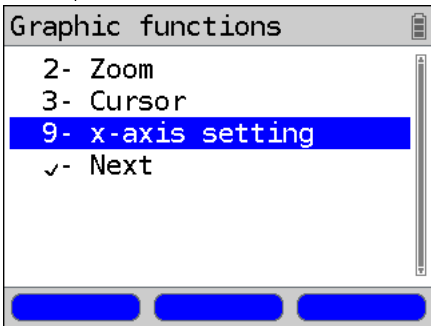 Graphic functions
2- Zoom
3- Cursor
9- x-axis setting
✓- Next